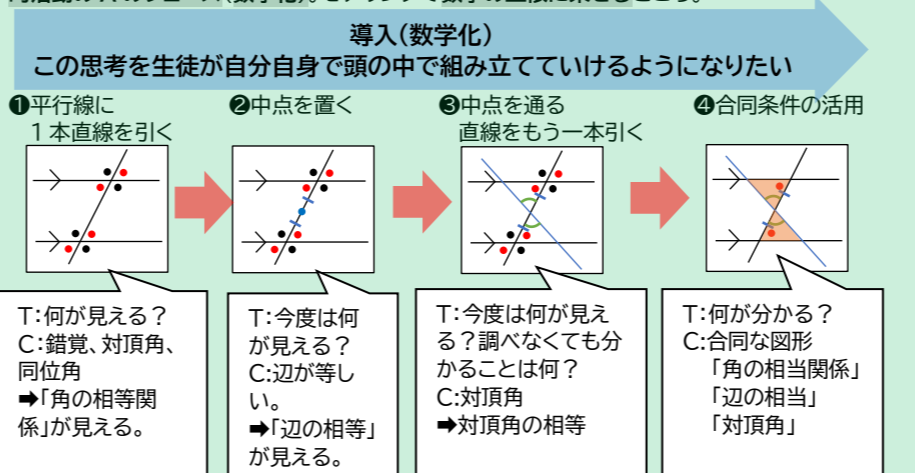 導入（数学化）
この思考を生徒が自分自身で頭の中で組み立てていけるようになりたい
❶平行線に
１本直線を引く
❷中点を置く
❸中点を通る
直線をもう一本引く
❹合同条件の活用
T：何が見える？
C：錯覚、対頂角、
同位角
➡「角の相等関
係」が見える。
T：今度は何
が見える？
C:辺が等し
い。
➡「辺の相等」
が見える。
T：今度は何が見え
る？調べなくても分
かることは何？
C:対頂角
➡対頂角の相等
T：何が分かる？
C:合同な図形
「角の相当関係」
「辺の相当」
「対頂角」